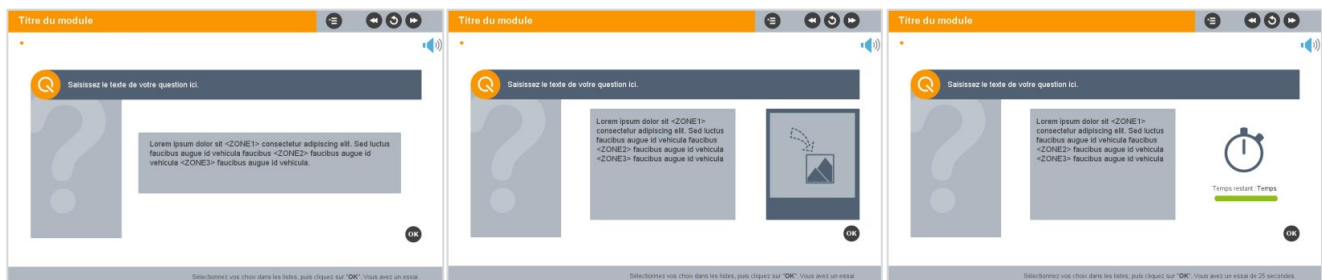 Titre du module
Saisissez le texte de votre question ici.
Lorem ipsum dolor sit <ZONE1> consectetur adipiscing elit. Sed luctus
faucibus augue id vehicula faucibus <ZONE2> faucibus augue id
vehicula <ZONE3> faucibus augue id vehicula.
OK
Sélectionnez vos choix dans les listes, puis cliquez sur "OK". Vous avez un essai.
Titre du module
Saisissez le texte de votre question ici.
Lorem ipsum dolor sit <ZONE1>
consectetur adipiscing elit. Sed luctus
faucibus augue id vehicula faucibus
<ZONE2> faucibus augue id vehicula
<ZONE3> faucibus augue id vehicula
OK
Sélectionnez vos choix dans les listes, puis cliquez sur "OK". Vous avez un essai.
Titre du module
Saisissez le texte de votre question ici.
Lorem ipsum dolor sit <ZONE1>
consectetur adipiscing elit. Sed luctus
faucibus augue id vehicula faucibus
<ZONE2> faucibus augue id vehicula
<ZONE3> faucibus augue id vehicula
Temps restant : Temps
OK
Sélectionnez vos choix dans les listes, puis cliquez sur "OK". Vous avez un essai de 25 secondes.